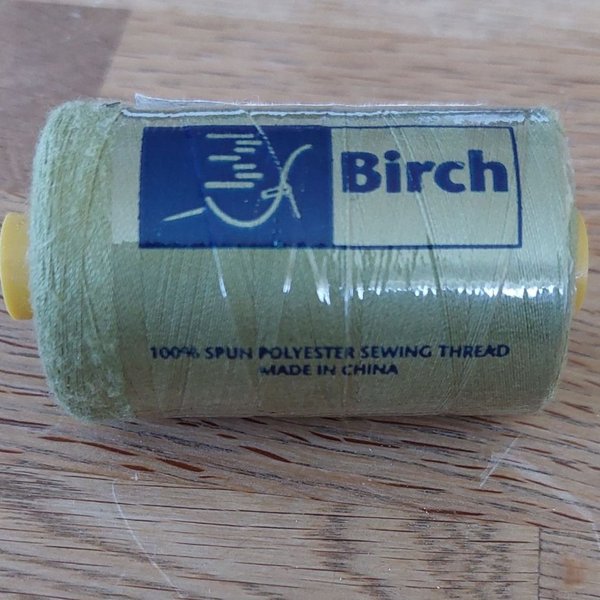 Birch
100% SPUN POLYESTER SEWING THREAD
MADE IN CHINA